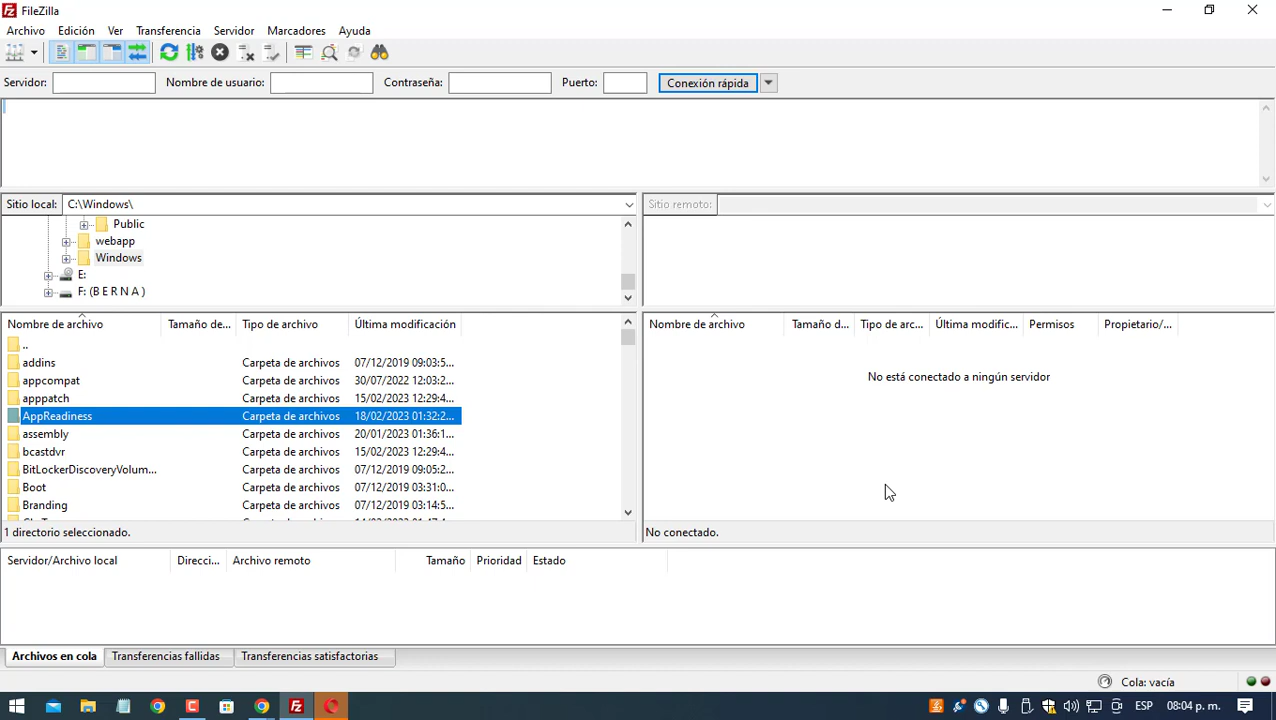 FileZilla
Archivo Edición Ver Transferencia Servidor Marcadores Ayuda
Servidor: Nombre de usuario: Contraseña: Puerto: Conexión rápida
Sitio local: C:\Windows\
Sitio remoto:
Public
webapp
Windows
E:
F: (B E R N A )
Nombre de archivo Tamaño de... Tipo de archivo Última modificación
..
addins Carpeta de archivos 07/12/2019 09:03:5...
appcompat Carpeta de archivos 30/07/2022 12:03:2...
apppatch Carpeta de archivos 15/02/2023 12:29:4...
AppReadiness Carpeta de archivos 18/02/2023 01:32:2...
assembly Carpeta de archivos 20/01/2023 01:36:1...
bcastdvr Carpeta de archivos 15/02/2023 12:29:4...
BitLockerDiscoveryVolum... Carpeta de archivos 07/12/2019 09:05:2...
Boot Carpeta de archivos 07/12/2019 03:31:0...
Branding Carpeta de archivos 07/12/2019 03:14:5...
1 directorio seleccionado.
Nombre de archivo Tamaño d... Tipo de arc... Última modific... Permisos Propietario/...
No está conectado a ningún servidor
No conectado.
Servidor/Archivo local Direcci... Archivo remoto Tamaño Prioridad Estado
Archivos en cola Transferencias fallidas Transferencias satisfactorias
Cola: vacía
ESP 08:04 p. m.